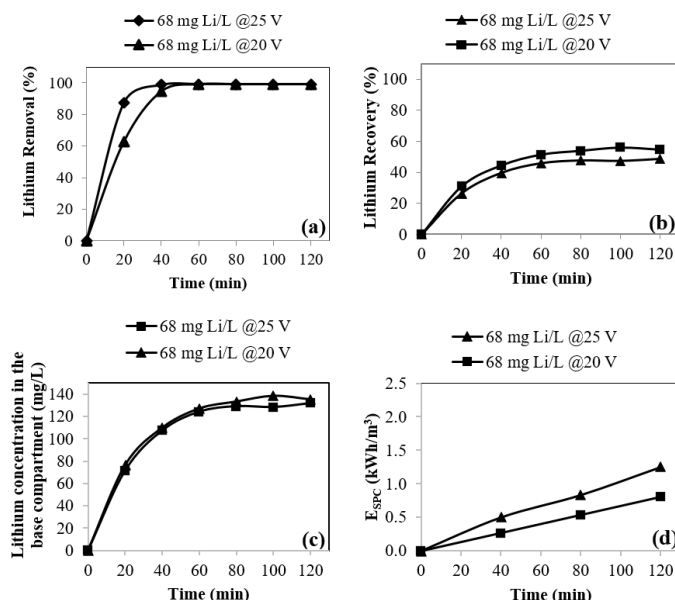 68 mg Li/L @25 V
68 mg Li/L @20 V
Lithium Removal (%)
100
80
60
40
20
0
(a)
0 20 40 60 80 100 120
Time (min)
68 mg Li/L @25 V
68 mg Li/L @20 V
Lithium Recovery (%)
100
80
60
40
20
0
(b)
0 20 40 60 80 100 120
Time (min)
68 mg Li/L @25 V
68 mg Li/L @20 V
Lithium concentration in the
base compartment (mg/L)
140
120
100
80
60
40
20
0
(c)
0 20 40 60 80 100 120
Time (min)
68 mg Li/L @25 V
68 mg Li/L @20 V
E_SPC (kWh/m³)
2.5
2.0
1.5
1.0
0.5
0.0
(d)
0 20 40 60 80 100 120
Time (min)